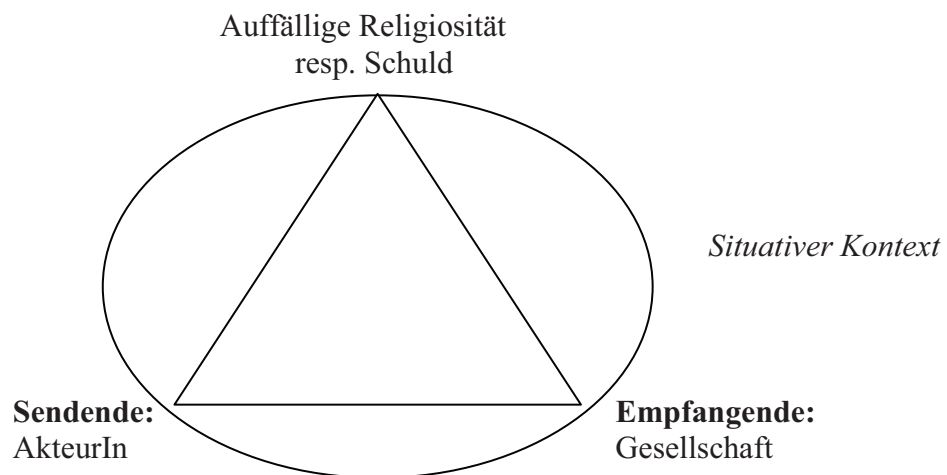 Auffällige Religiosität
resp. Schuld
Situativer Kontext
Sendende:
AkteurIn
Empfangende:
Gesellschaft